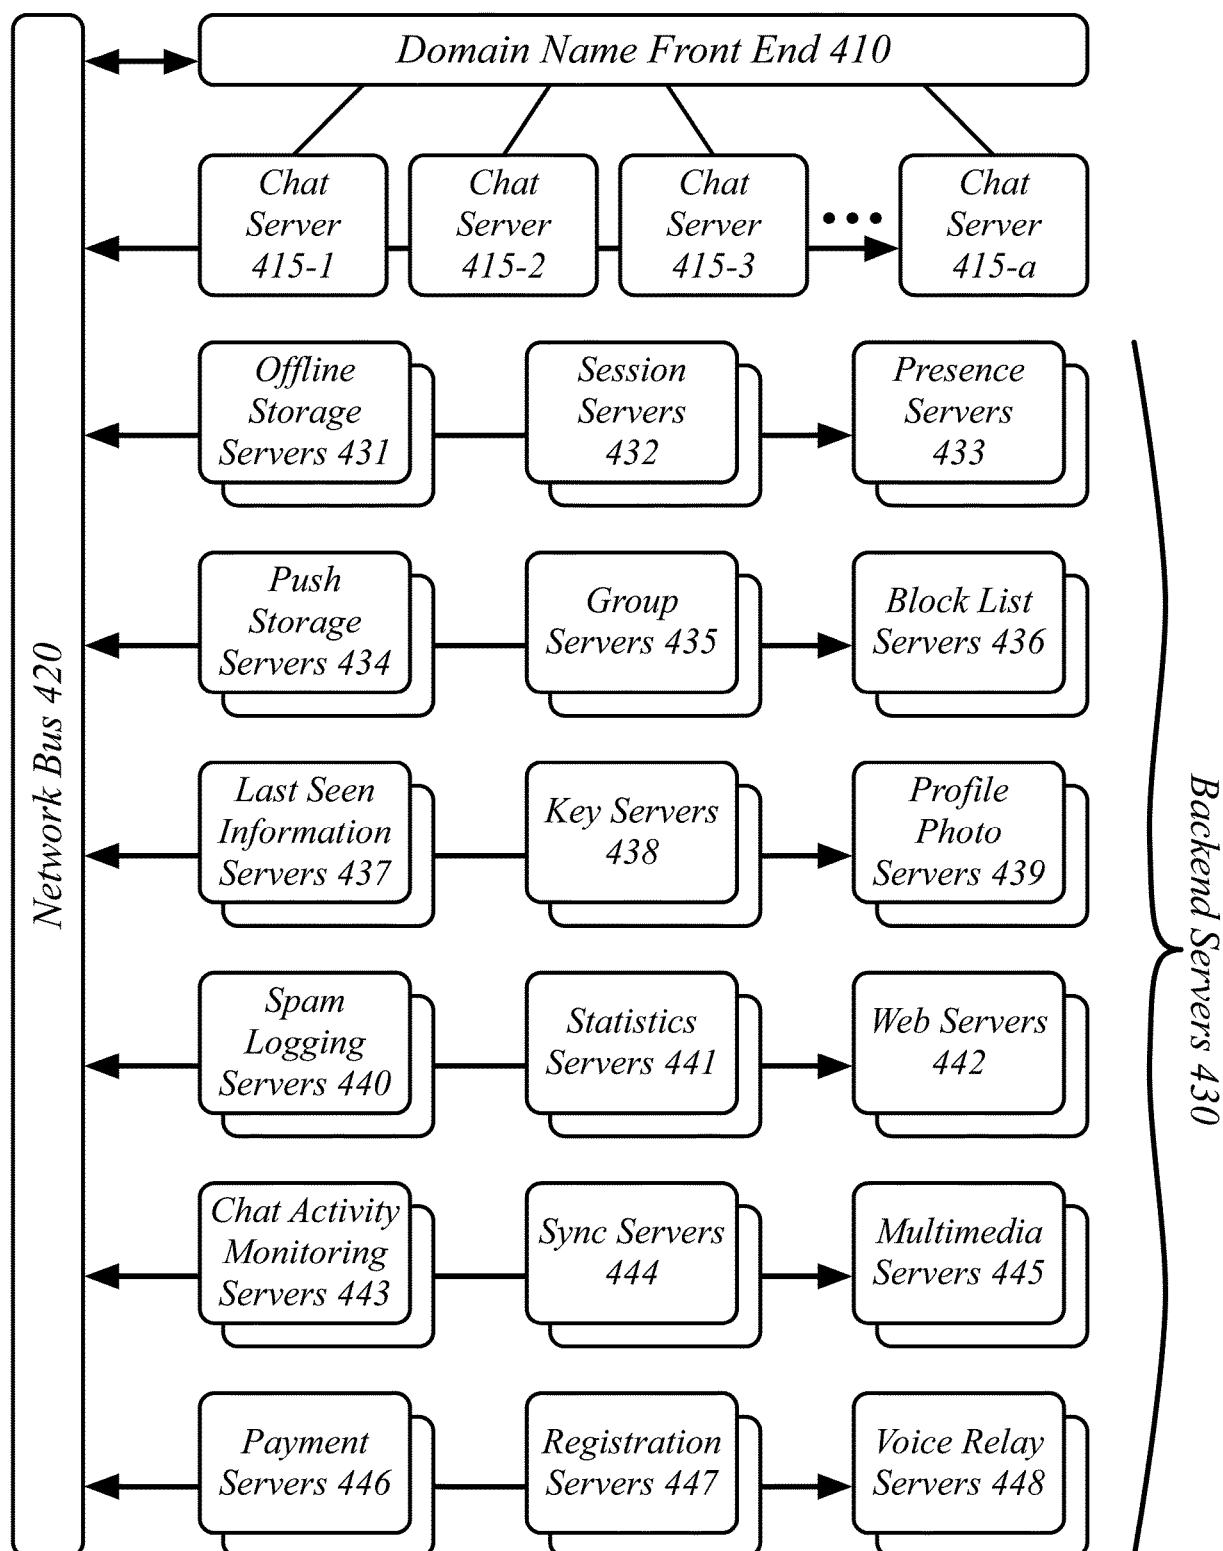 Domain Name Front End 410
Chat
Server
415-1
Chat
Server
415-2
Chat
Server
415-3
Chat
Server
415-a
Offline
Storage
Servers 431
Session
Servers
432
Presence
Servers
433
Push
Storage
Servers 434
Group
Servers 435
Block List
Servers 436
Last Seen
Information
Servers 437
Key Servers
438
Profile
Photo
Servers 439
Spam
Logging
Servers 440
Statistics
Servers 441
Web Servers
442
Chat Activity
Monitoring
Servers 443
Sync Servers
444
Multimedia
Servers 445
Payment
Servers 446
Registration
Servers 447
Voice Relay
Servers 448
Network Bus 420
Backend Servers 430